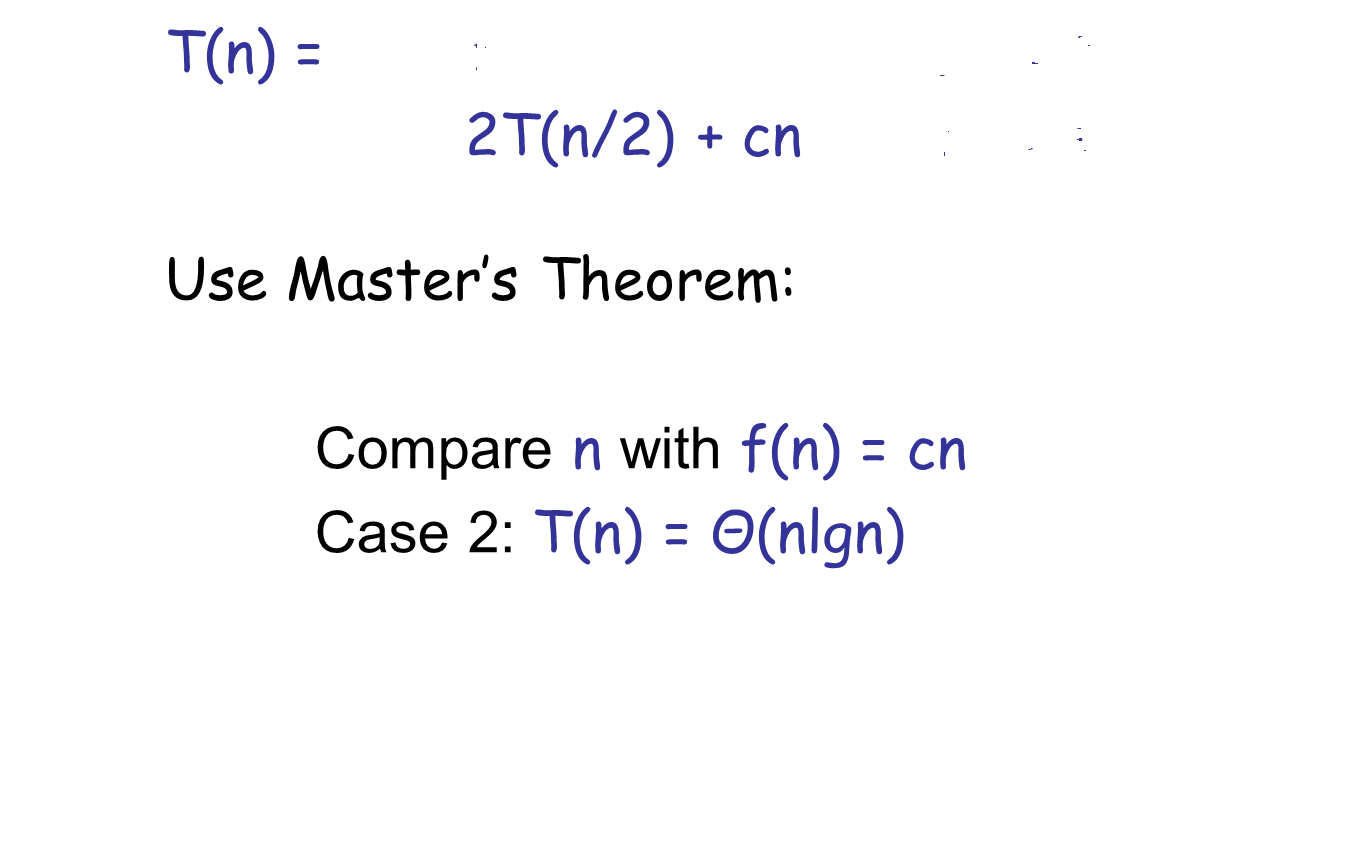 T(n) =
2T(n/2) + cn
Use Master’s Theorem:
Compare n with f(n) = cn
Case 2: T(n) = Θ(nlgn)